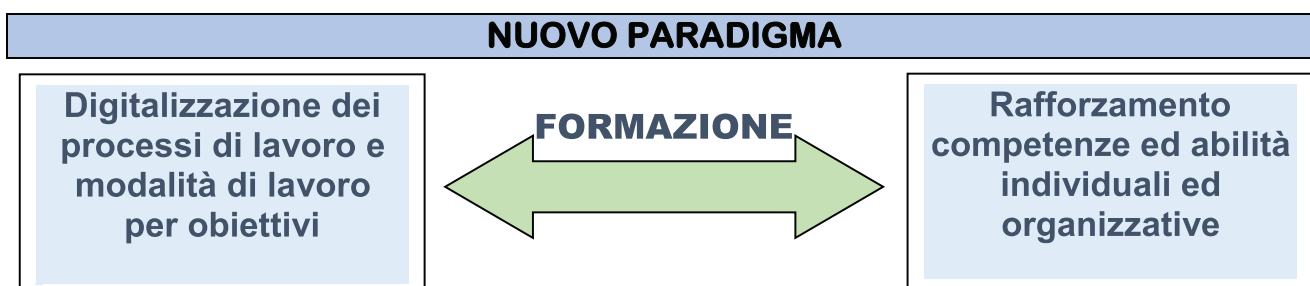 NUOVO PARADIGMA
Digitalizzazione dei
processi di lavoro e
modalità di lavoro
per obiettivi
FORMAZIONE
Rafforzamento
competenze ed abilità
individuali ed
organizzative